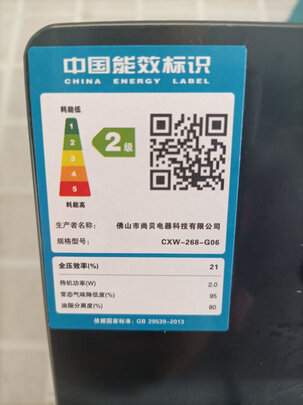 中国能效标识
CHINA ENERGY LABEL
耗能低
1
2
3
4
5
2级
耗能高
生产者名称： 佛山市尚贝电器科技有限公司
规格型号： CXW-268-G06
全压效率(%) 21
待机功率(W) 2.0
常态气味降低度(%) 95
油脂分离度(%) 80
依据国家标准：GB 29539-2013